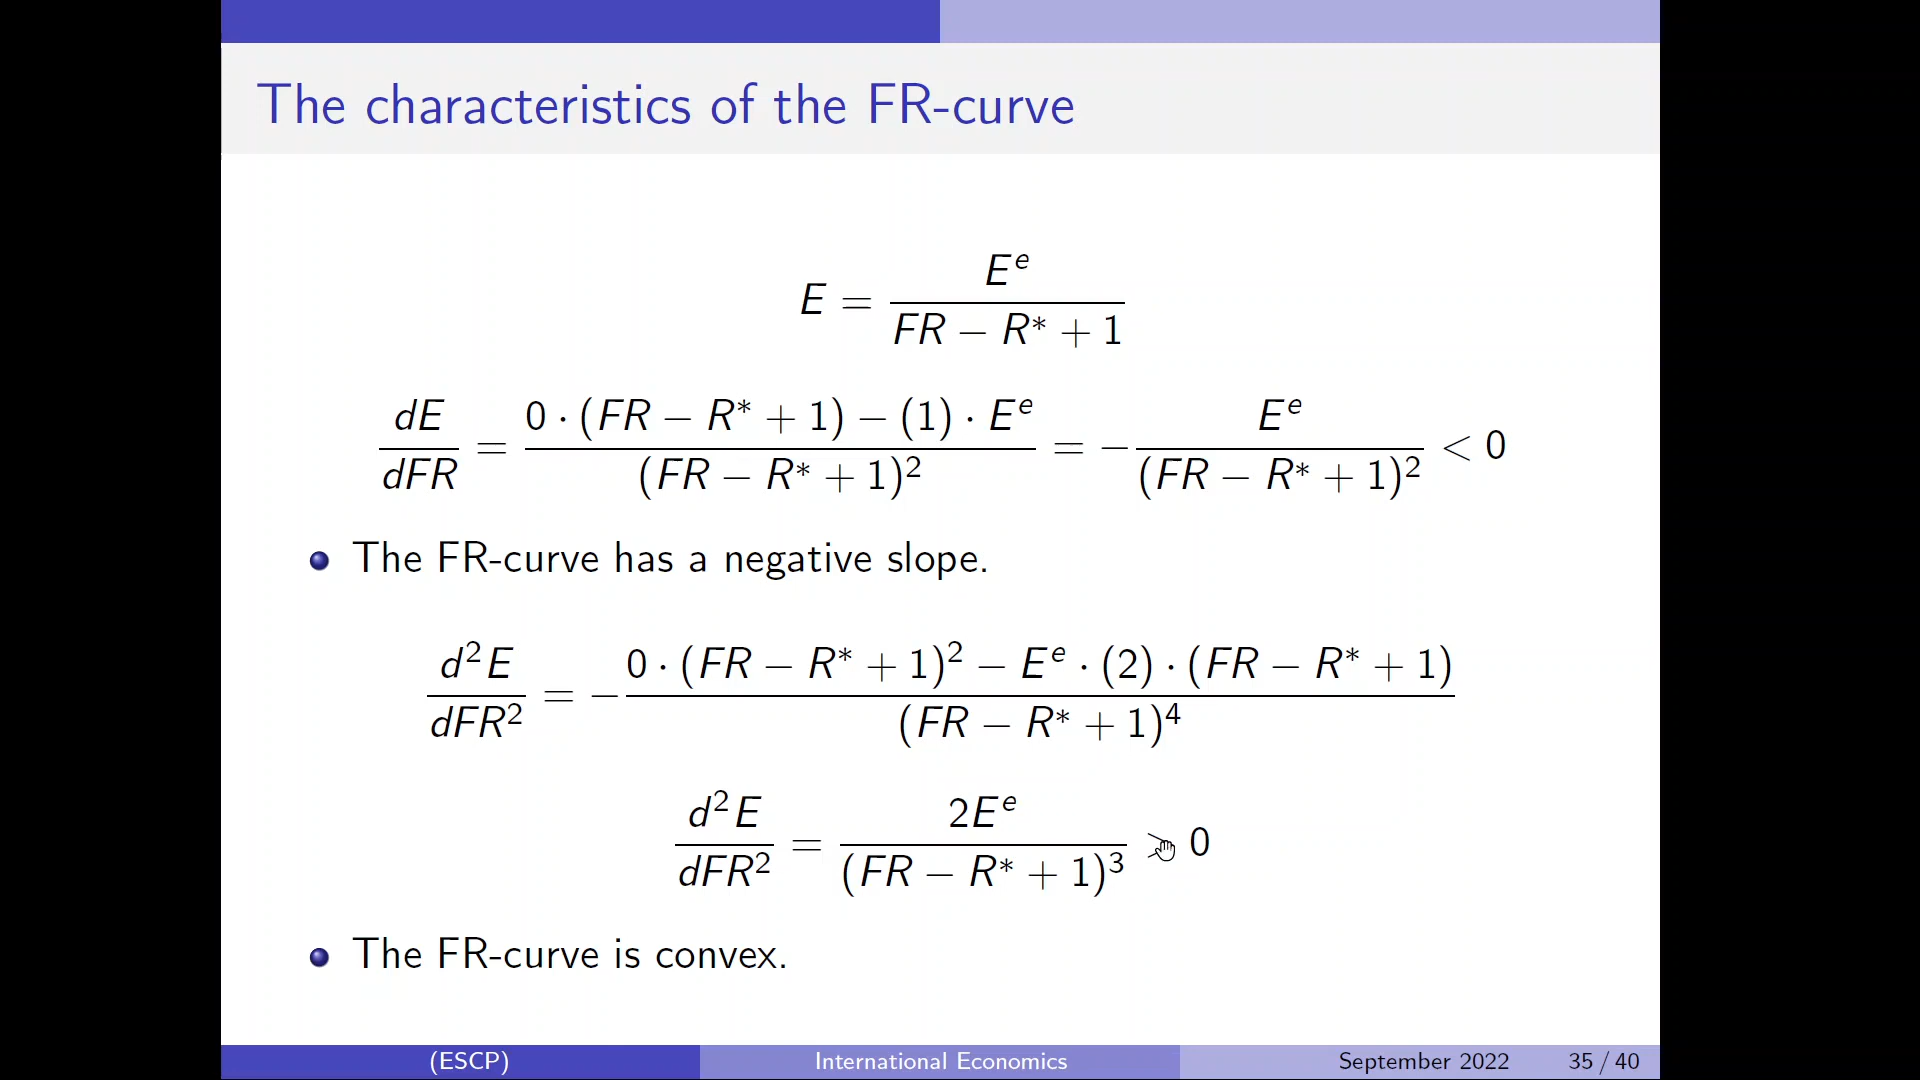 The characteristics of the FR-curve
E = E^e / (FR − R* + 1)
dE/dFR = (0 · (FR − R* + 1) − (1) · E^e) / (FR − R* + 1)^2 = − E^e / (FR − R* + 1)^2 < 0
The FR-curve has a negative slope.
d^2E/dFR^2 = − (0 · (FR − R* + 1)^2 − E^e · (2) · (FR − R* + 1)) / (FR − R* + 1)^4
d^2E/dFR^2 = 2E^e / (FR − R* + 1)^3 > 0
The FR-curve is convex.
(ESCP) International Economics September 2022 35 / 40